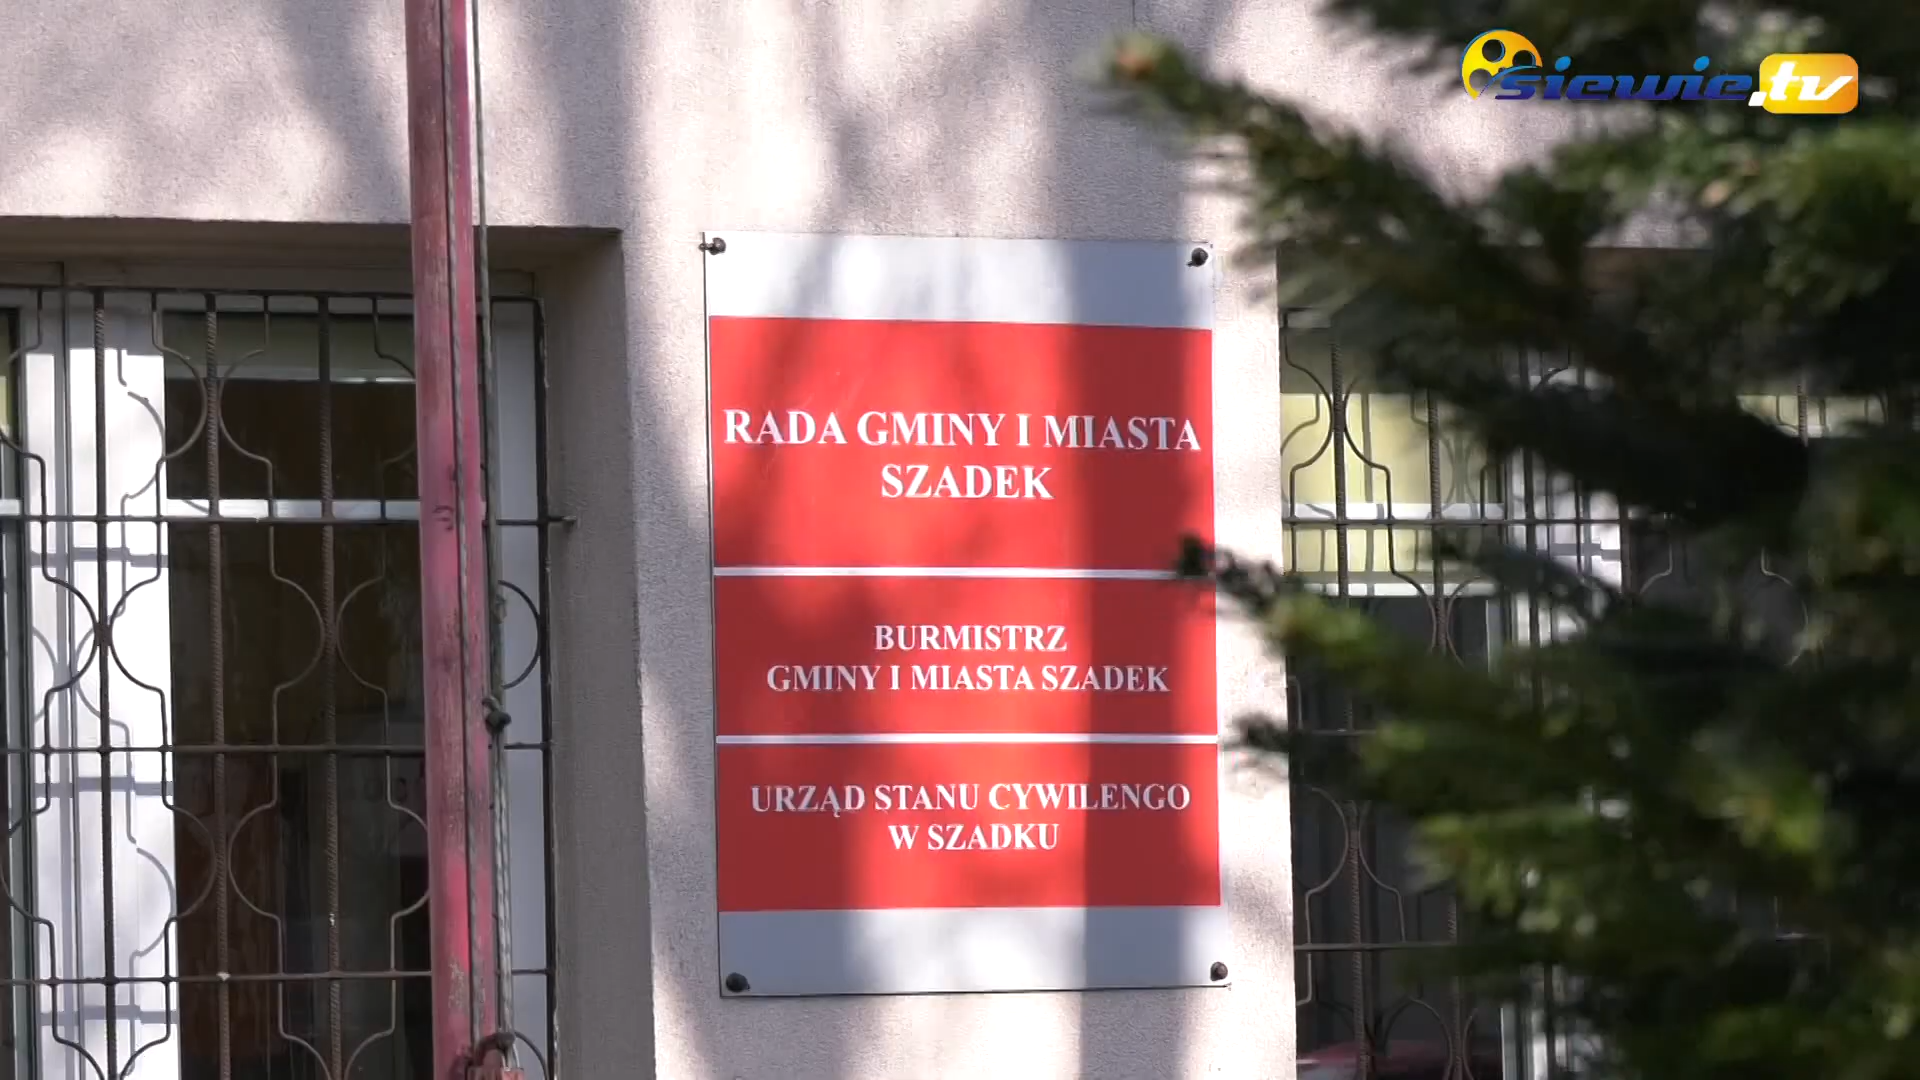 siewie.tv
RADA GMINY I MIASTA
SZADEK
BURMISTRZ
GMINY I MIASTA SZADEK
URZĄD STANU CYWILENGO
W SZADKU